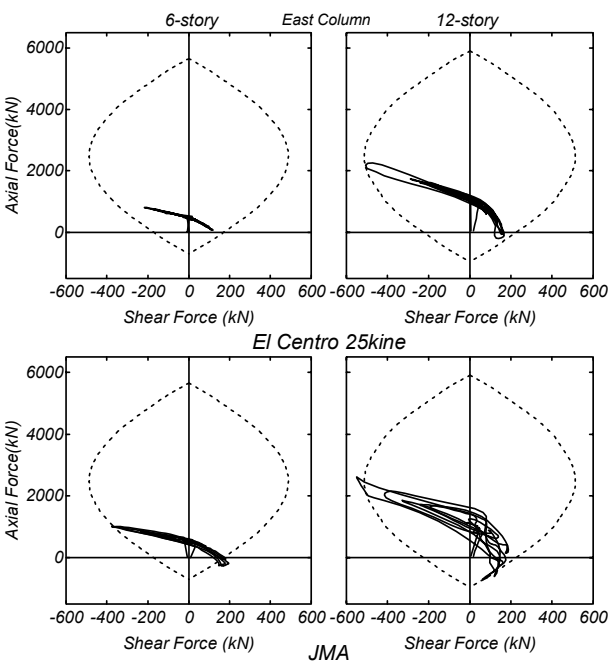 6-story East Column 12-story
6000
4000
2000
0
Axial Force(kN)
-600 -400 -200 0 200 400 -600 -400 -200 0 200 400 600
Shear Force (kN) Shear Force (kN)
El Centro 25kine
6000
4000
2000
0
Axial Force(kN)
-600 -400 -200 0 200 400 -600 -400 -200 0 200 400 600
Shear Force (kN) Shear Force (kN)
JMA